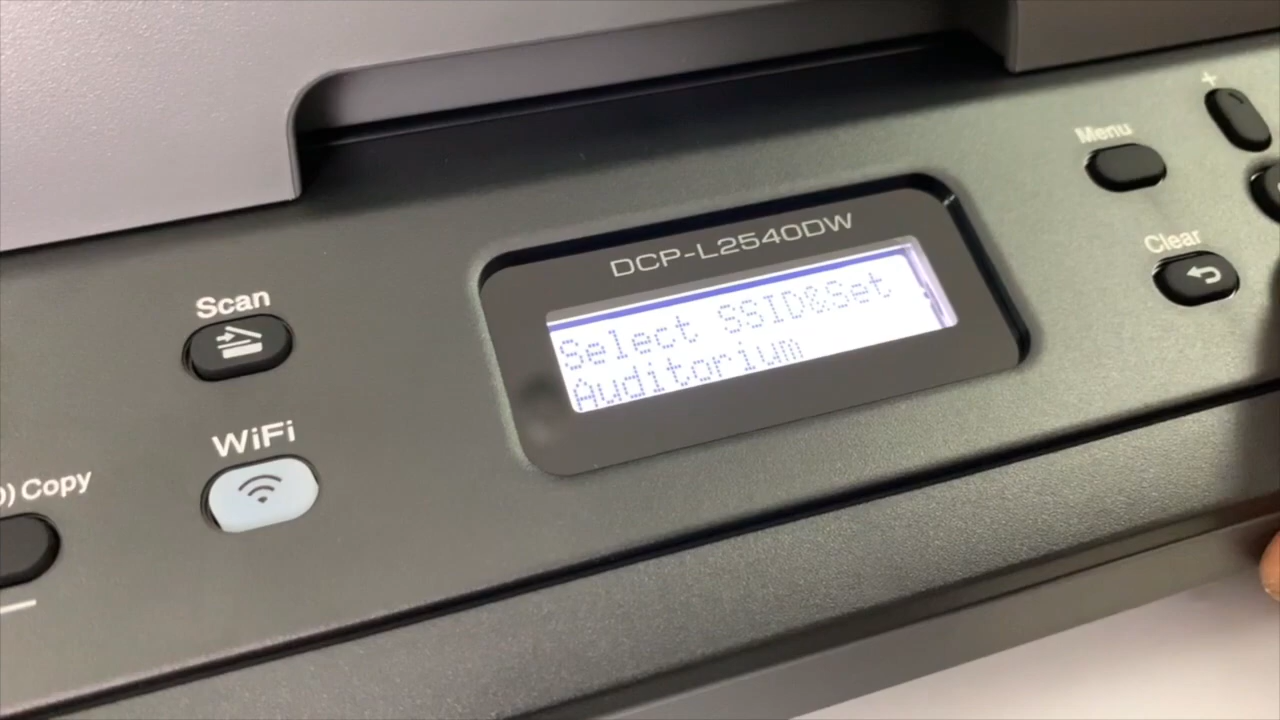 +
Menu
DCP-L2540DW
Clear
Select SSID&Set
Auditorium
Scan
WiFi
) Copy